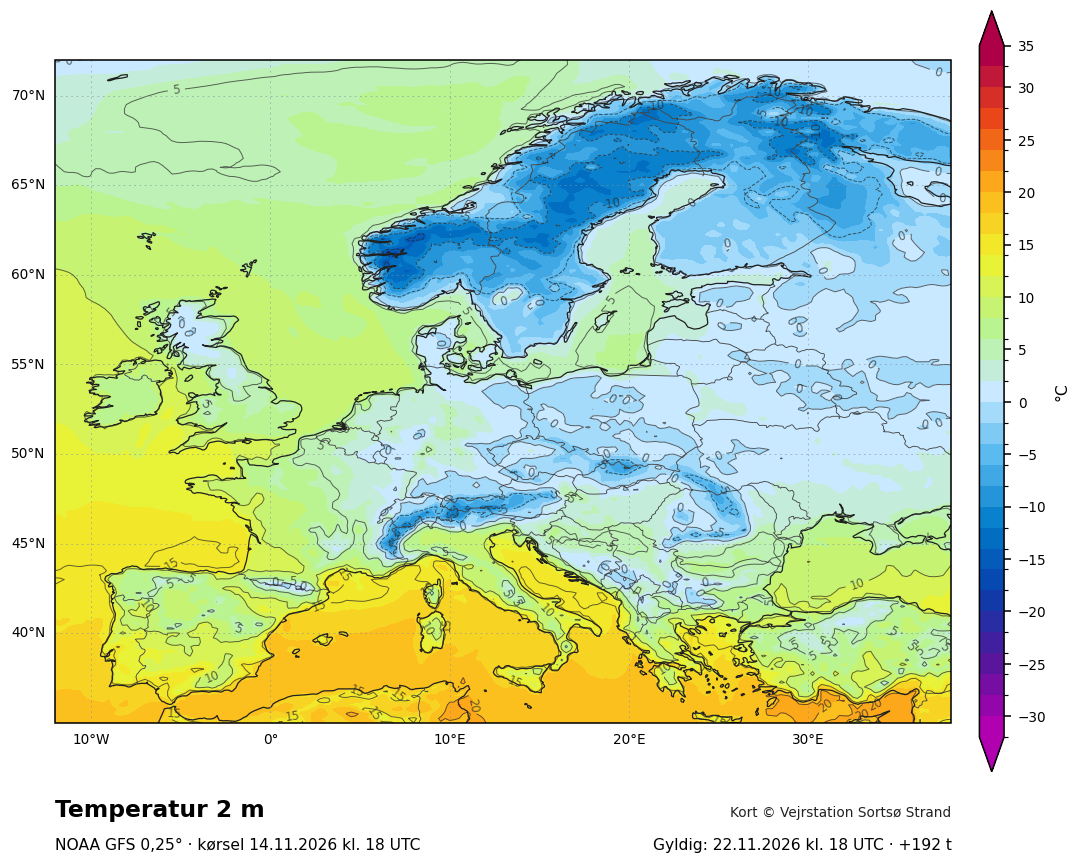 35
30
25
20
15
10
5
0
−5
−10
−15
−20
−25
−30
°C
70°N
65°N
60°N
55°N
50°N
45°N
40°N
10°W 0° 10°E 20°E 30°E
Temperatur 2 m
Kort © Vejrstation Sortsø Strand
NOAA GFS 0,25° · kørsel 14.11.2026 kl. 18 UTC
Gyldig: 22.11.2026 kl. 18 UTC · +192 t